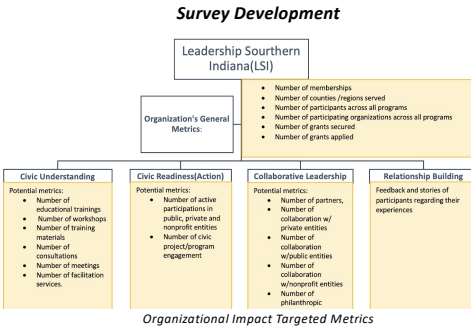 Survey Development
Leadership Sourthern
Indiana(LSI)
Organization's General
Metrics:
• Number of memberships
• Number of counties /regions served
• Number of participants across all programs
• Number of participating organizations across all programs
• Number of grants secured
• Number of grants applied
Civic Understanding
Potential metrics:
• Number of
educational trainings
• Number of workshops
• Number of training
materials
• Number of
consultations
• Number of meetings
• Number of facilitation
services.
Civic Readiness(Action)
Potential metrics:
• Number of active
participations in
public, private and
nonprofit entities
• Number of civic
project/program
engagement
Collaborative Leadership
Potential metrics:
• Number of partners,
• Number of
collaboration w/
private entities
• Number of
collaboration
w/public entities
• Number of
collaboration
w/nonprofit entities
• Number of
philanthropic
Relationship Building
Feedback and stories of
participants regarding their
experiences
Organizational Impact Targeted Metrics